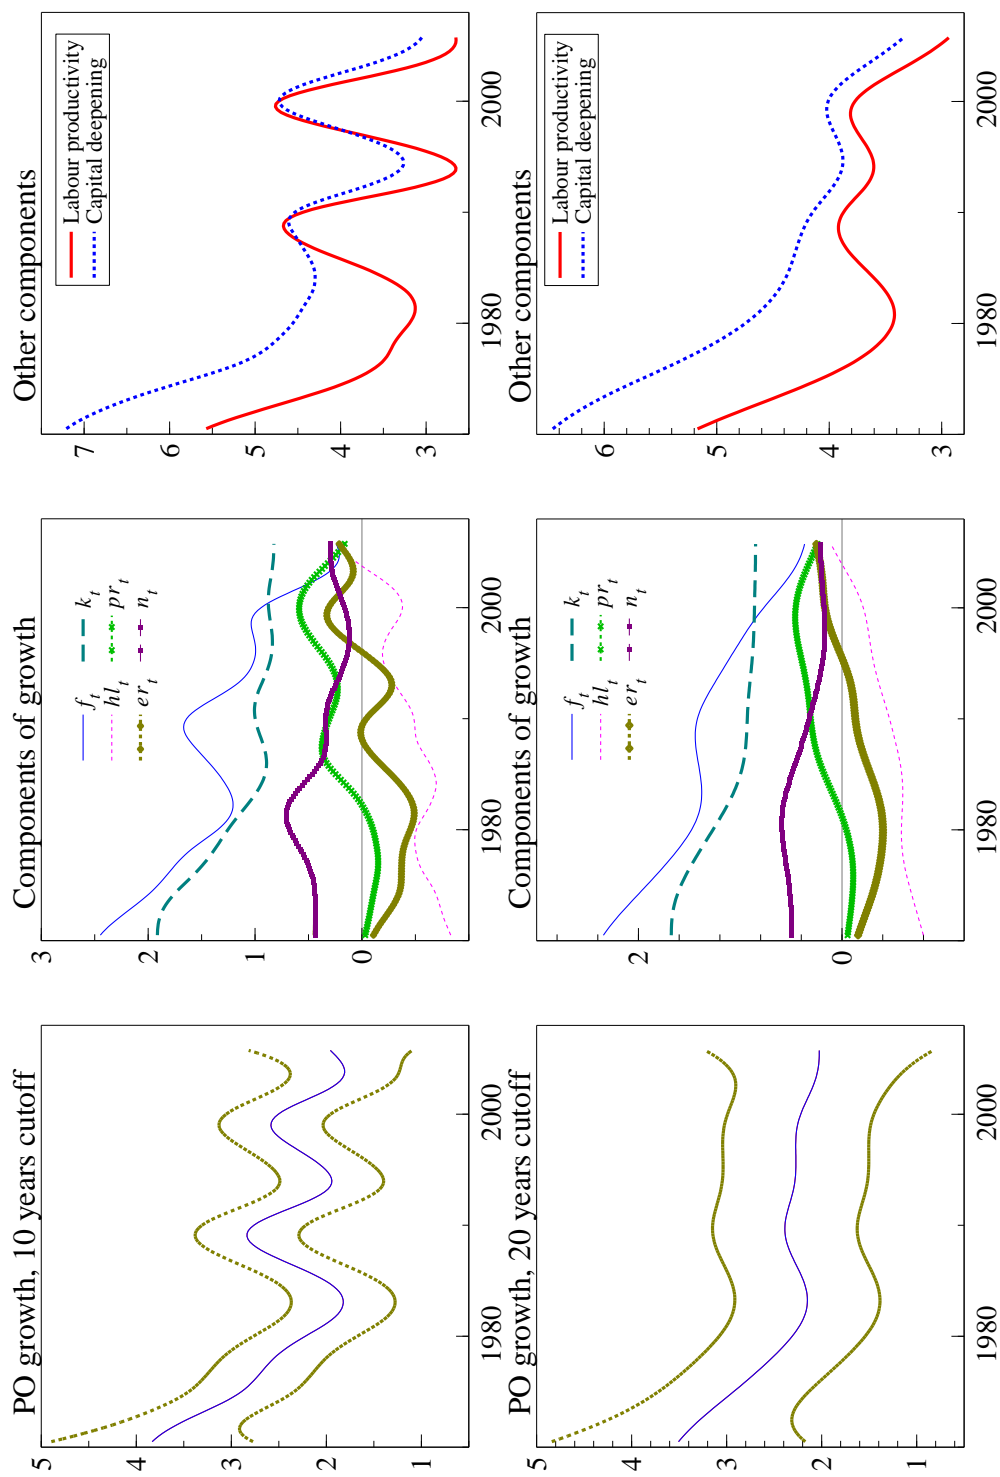 PO growth, 10 years cutoff
5
4
3
2
1
1980
2000
Components of growth
3
2
1
0
1980
2000
f_t
k_t
hl_t
pr_t
er_t
n_t
Other components
7
6
5
4
3
1980
2000
Labour productivity
Capital deepening
PO growth, 20 years cutoff
5
4
3
2
1
1980
2000
Components of growth
2
0
1980
2000
f_t
k_t
hl_t
pr_t
er_t
n_t
Other components
6
5
4
3
1980
2000
Labour productivity
Capital deepening